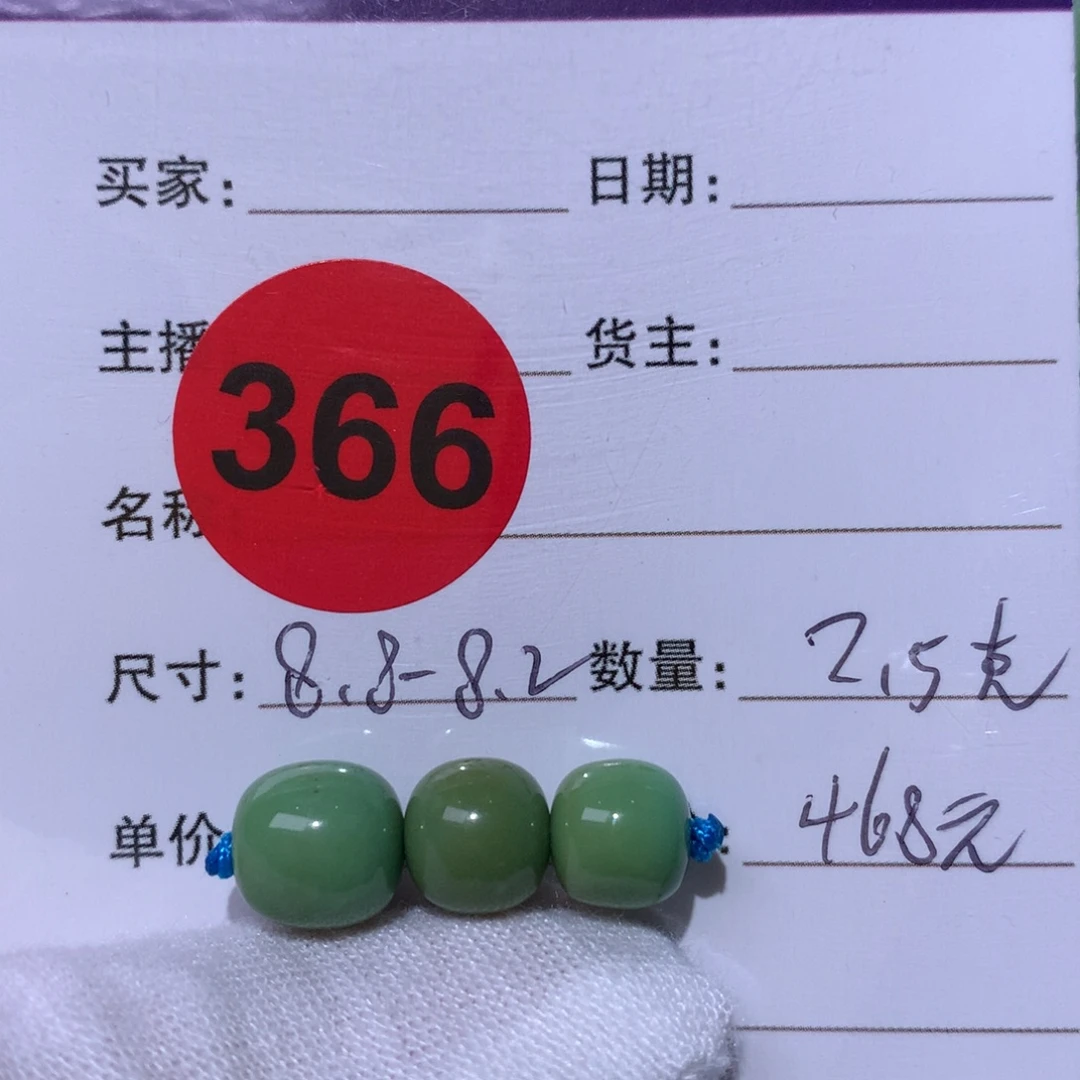 买家： 日期：
主播 货主：
366
名称
尺寸：8.8-8.2 数量：2.5克
单价 ：468元